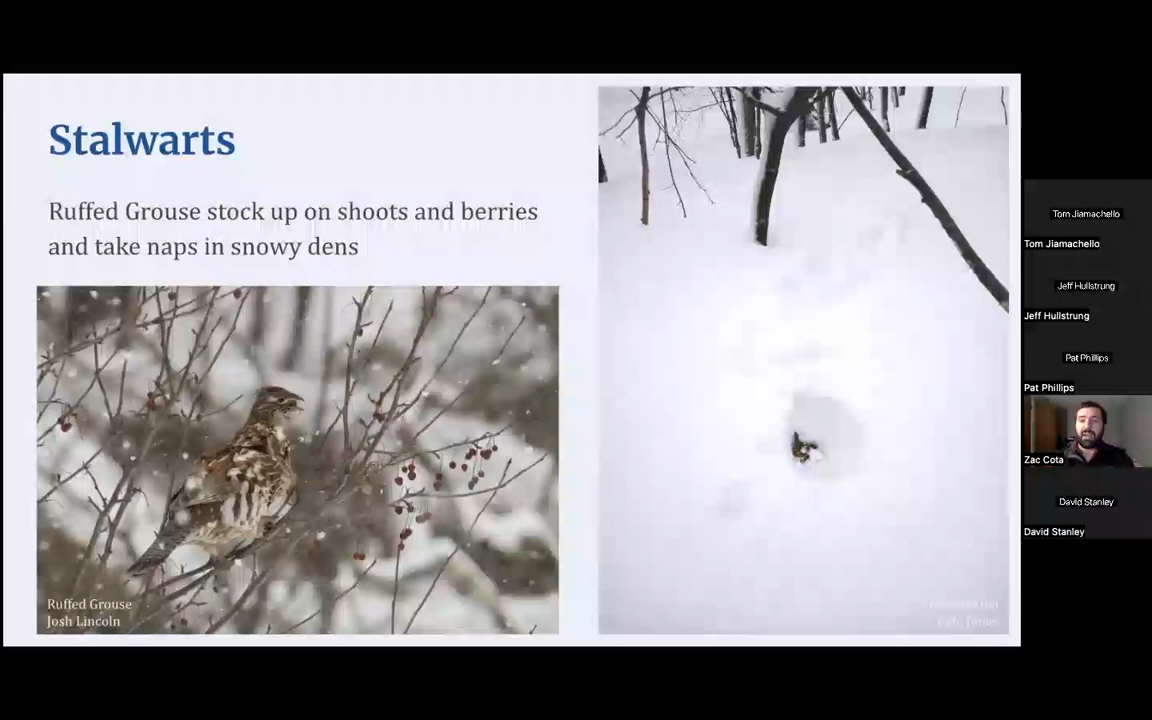 Stalwarts
Ruffed Grouse stock up on shoots and berries
and take naps in snowy dens
Ruffed Grouse
Josh Lincoln
Tom Jiamachello
Tom Jiamachello
Jeff Hullstrung
Jeff Hullstrung
Pat Phillips
Pat Phillips
Zac Cota
David Stanley
David Stanley